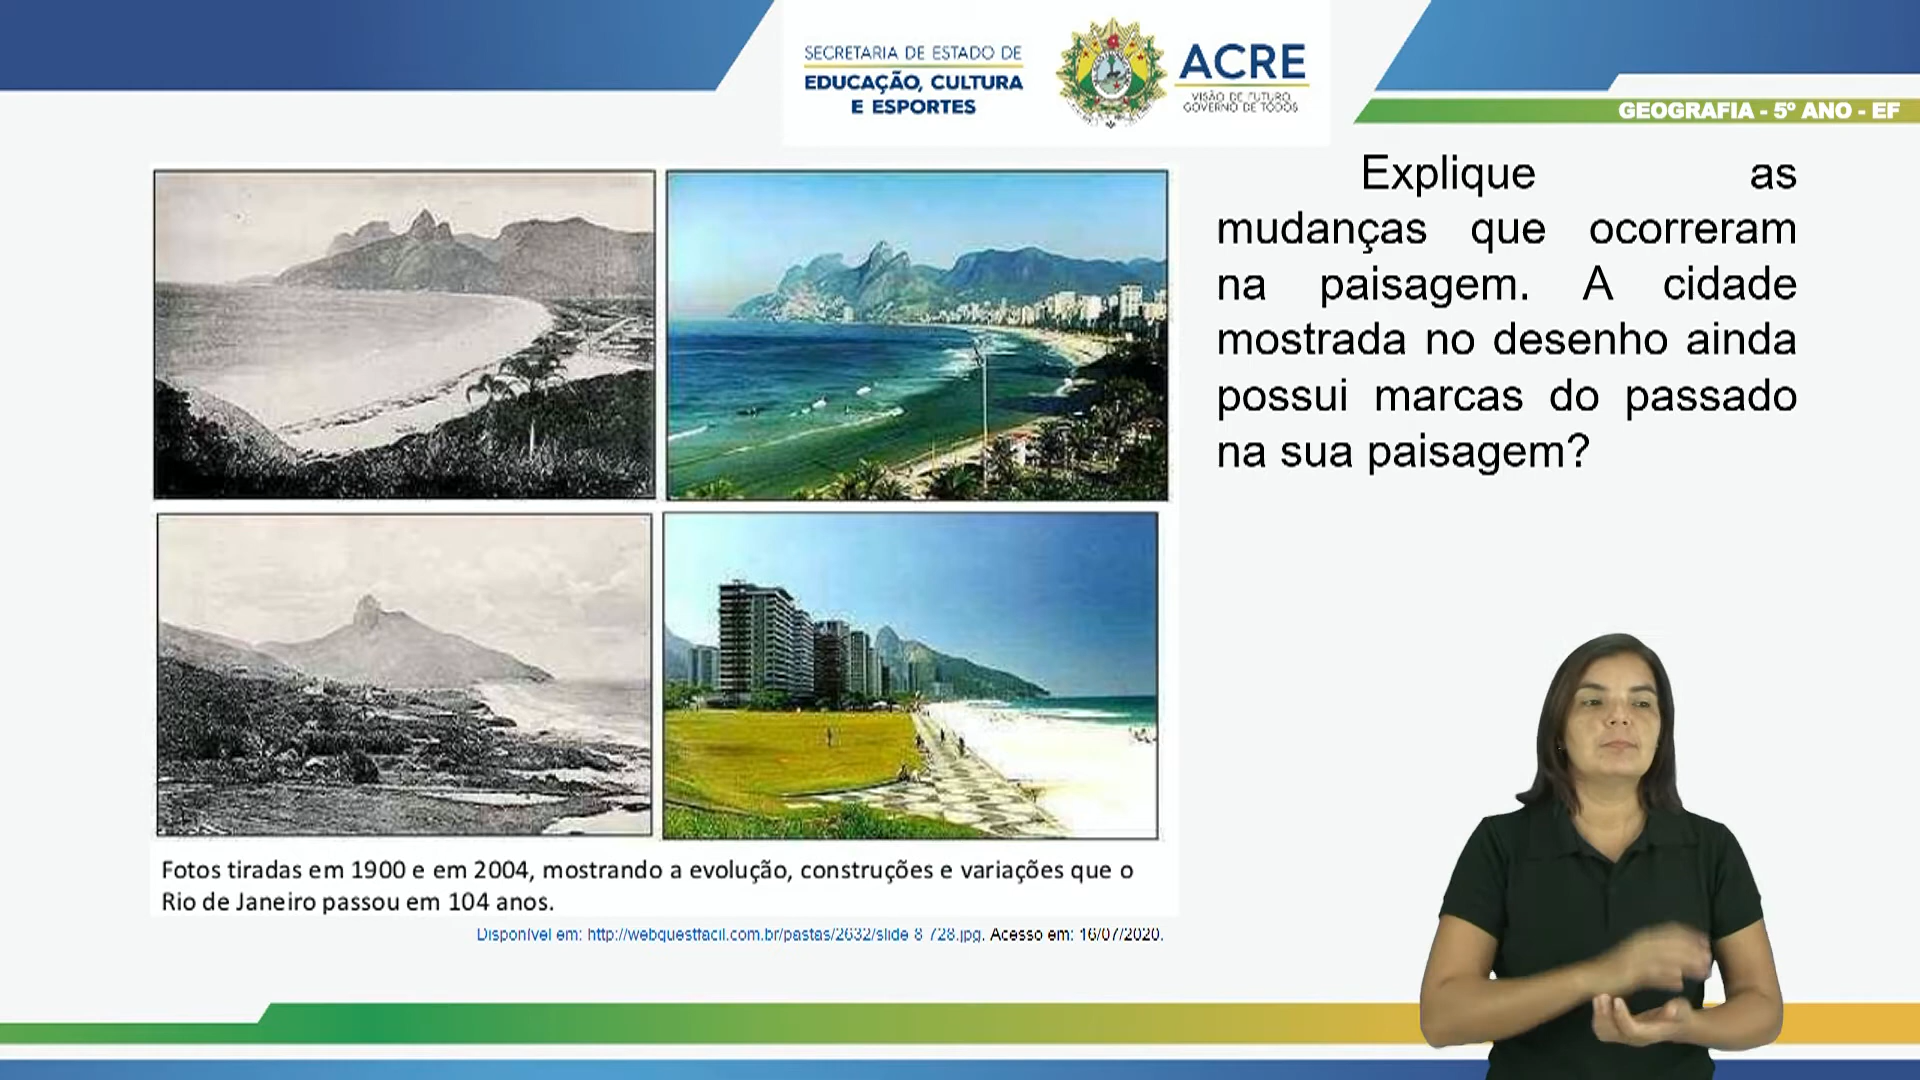 SECRETARIA DE ESTADO DE
EDUCAÇÃO, CULTURA
E ESPORTES
ACRE
VISÃO DE FUTURO,
GOVERNO DE TODOS
GEOGRAFIA - 5º ANO - EF
Explique as
mudanças que ocorreram
na paisagem. A cidade
mostrada no desenho ainda
possui marcas do passado
na sua paisagem?
Fotos tiradas em 1900 e em 2004, mostrando a evolução, construções e variações que o
Rio de Janeiro passou em 104 anos.
Disponível em: http://webquestfacil.com.br/pastas/2632/slide 8 728.jpg. Acesso em: 16/07/2020.